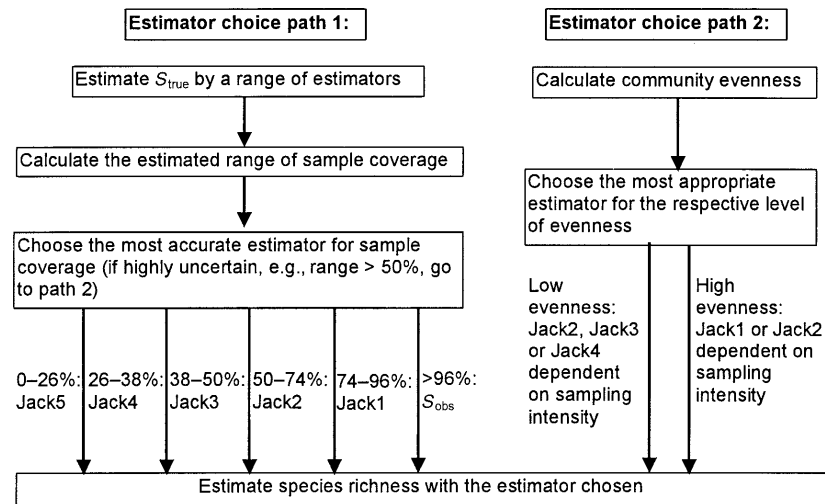 Estimator choice path 1:
Estimate Strue by a range of estimators
Calculate the estimated range of sample coverage
Choose the most accurate estimator for sample
coverage (if highly uncertain, e.g., range > 50%, go
to path 2)
0–26%:
Jack5
26–38%:
Jack4
38–50%:
Jack3
50–74%:
Jack2
74–96%:
Jack1
>96%:
Sobs
Estimator choice path 2:
Calculate community evenness
Choose the most appropriate
estimator for the respective level
of evenness
Low
evenness:
Jack2, Jack3
or Jack4
dependent
on sampling
intensity
High
evenness:
Jack1 or Jack2
dependent on
sampling
intensity
Estimate species richness with the estimator chosen